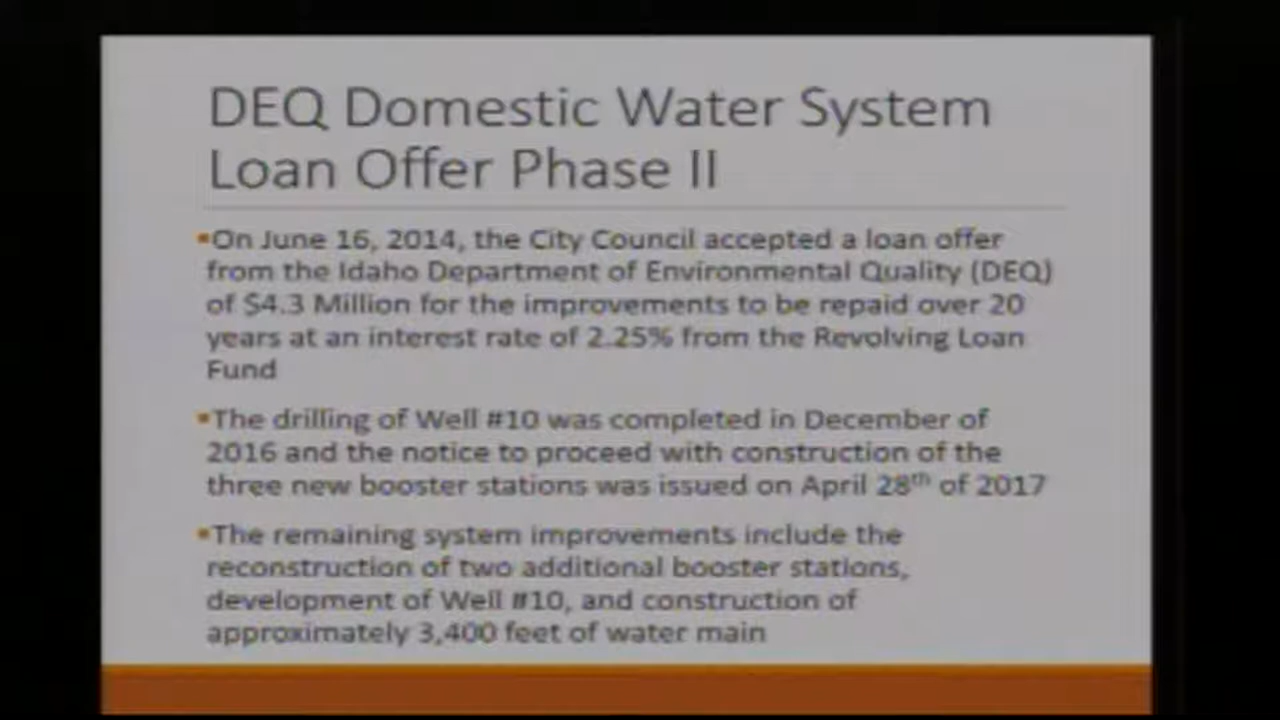 DEQ Domestic Water System
Loan Offer Phase II
▪On June 16, 2014, the City Council accepted a loan offer
from the Idaho Department of Environmental Quality (DEQ)
of $4.3 Million for the improvements to be repaid over 20
years at an interest rate of 2.25% from the Revolving Loan
Fund
▪The drilling of Well #10 was completed in December of
2016 and the notice to proceed with construction of the
three new booster stations was issued on April 28th of 2017
▪The remaining system improvements include the
reconstruction of two additional booster stations,
development of Well #10, and construction of
approximately 3,400 feet of water main